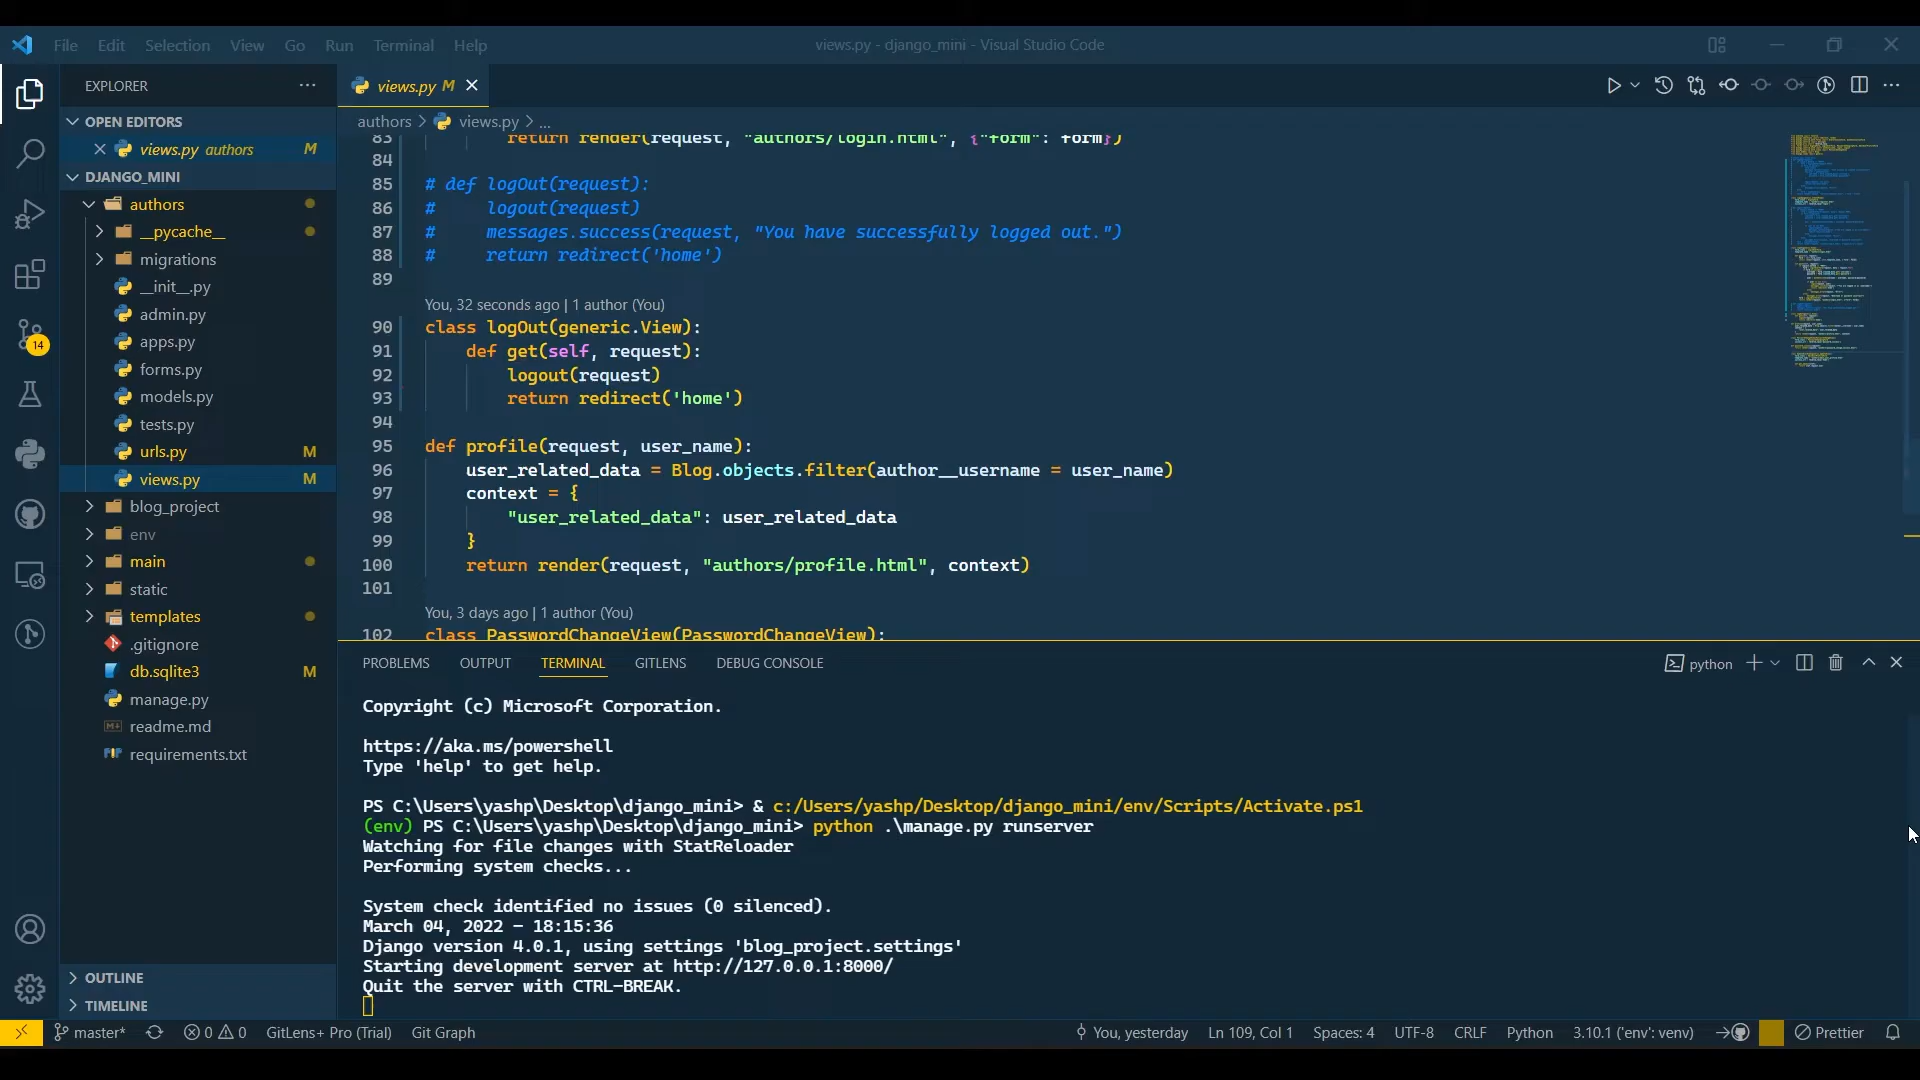 File Edit Selection View Go Run Terminal Help
views.py - django_mini - Visual Studio Code
EXPLORER
OPEN EDITORS
views.py authors M
DJANGO_MINI
authors
__pycache__
migrations
__init__.py
admin.py
apps.py
forms.py
models.py
tests.py
urls.py M
views.py M
blog_project
env
main
static
templates
.gitignore
db.sqlite3 M
manage.py
readme.md
requirements.txt
OUTLINE
TIMELINE
14
views.py M
authors > views.py > ...
83 return render(request, "authors/login.html", {"form": form})
84
85 # def logOut(request):
86 # logout(request)
87 # messages.success(request, "You have successfully logged out.")
88 # return redirect('home')
89
You, 32 seconds ago | 1 author (You)
90 class logOut(generic.View):
91 def get(self, request):
92 logout(request)
93 return redirect('home')
94
95 def profile(request, user_name):
96 user_related_data = Blog.objects.filter(author__username = user_name)
97 context = {
98 "user_related_data": user_related_data
99 }
100 return render(request, "authors/profile.html", context)
101
You, 3 days ago | 1 author (You)
102 class PasswordChangeView(PasswordChangeView):
PROBLEMS OUTPUT TERMINAL GITLENS DEBUG CONSOLE
python
Copyright (c) Microsoft Corporation.
https://aka.ms/powershell
Type 'help' to get help.
PS C:\Users\yashp\Desktop\django_mini> & c:/Users/yashp/Desktop/django_mini/env/Scripts/Activate.ps1
(env) PS C:\Users\yashp\Desktop\django_mini> python .\manage.py runserver
Watching for file changes with StatReloader
Performing system checks...
System check identified no issues (0 silenced).
March 04, 2022 - 18:15:36
Django version 4.0.1, using settings 'blog_project.settings'
Starting development server at http://127.0.0.1:8000/
Quit the server with CTRL-BREAK.
master* 0 0 GitLens+ Pro (Trial) Git Graph
You, yesterday Ln 109, Col 1 Spaces: 4 UTF-8 CRLF Python 3.10.1 ('env': venv) Prettier